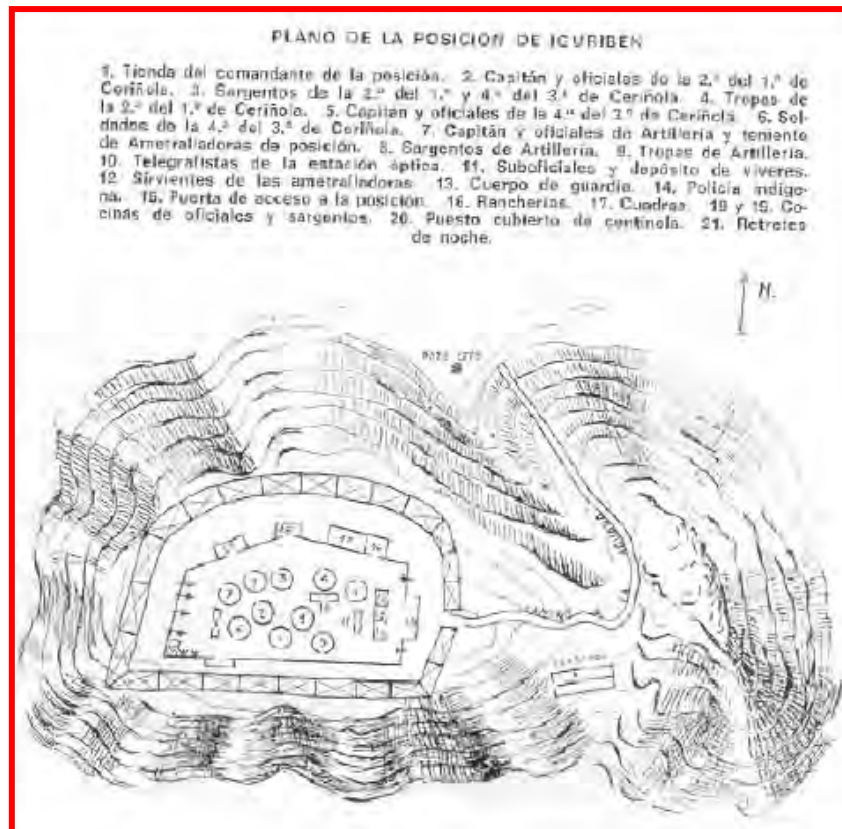 PLANO DE LA POSICION DE IGURIBEN
1. Tienda del comandante de la posición. 2. Capitán y oficiales de la 2.ª del 1.º de
Ceriñola. 3. Sargentos de la 2.ª del 1.º y 4.ª del 3.º de Ceriñola. 4. Tropas de
la 2.ª del 1.º de Ceriñola. 5. Capitán y oficiales de la 4.ª del 3.º de Ceriñola. 6. Sol-
dados de la 4.ª del 3.º de Ceriñola. 7. Capitán y oficiales de Artillería y teniente
de Ametralladoras de posición. 8. Sargentos de Artillería. 9. Tropas de Artillería.
10. Telegrafistas de la estación óptica. 11. Suboficiales y depósito de víveres.
12. Sirvientes de las ametralladoras. 13. Cuerpo de guardia. 14. Policía indíge-
na. 15. Puerta de acceso a la posición. 16. Rancherías. 17. Cuadras. 18 y 19. Co-
cinas de oficiales y sargentos. 20. Puesto cubierto de centinela. 21. Retretes
de noche.
N.
17
3
4